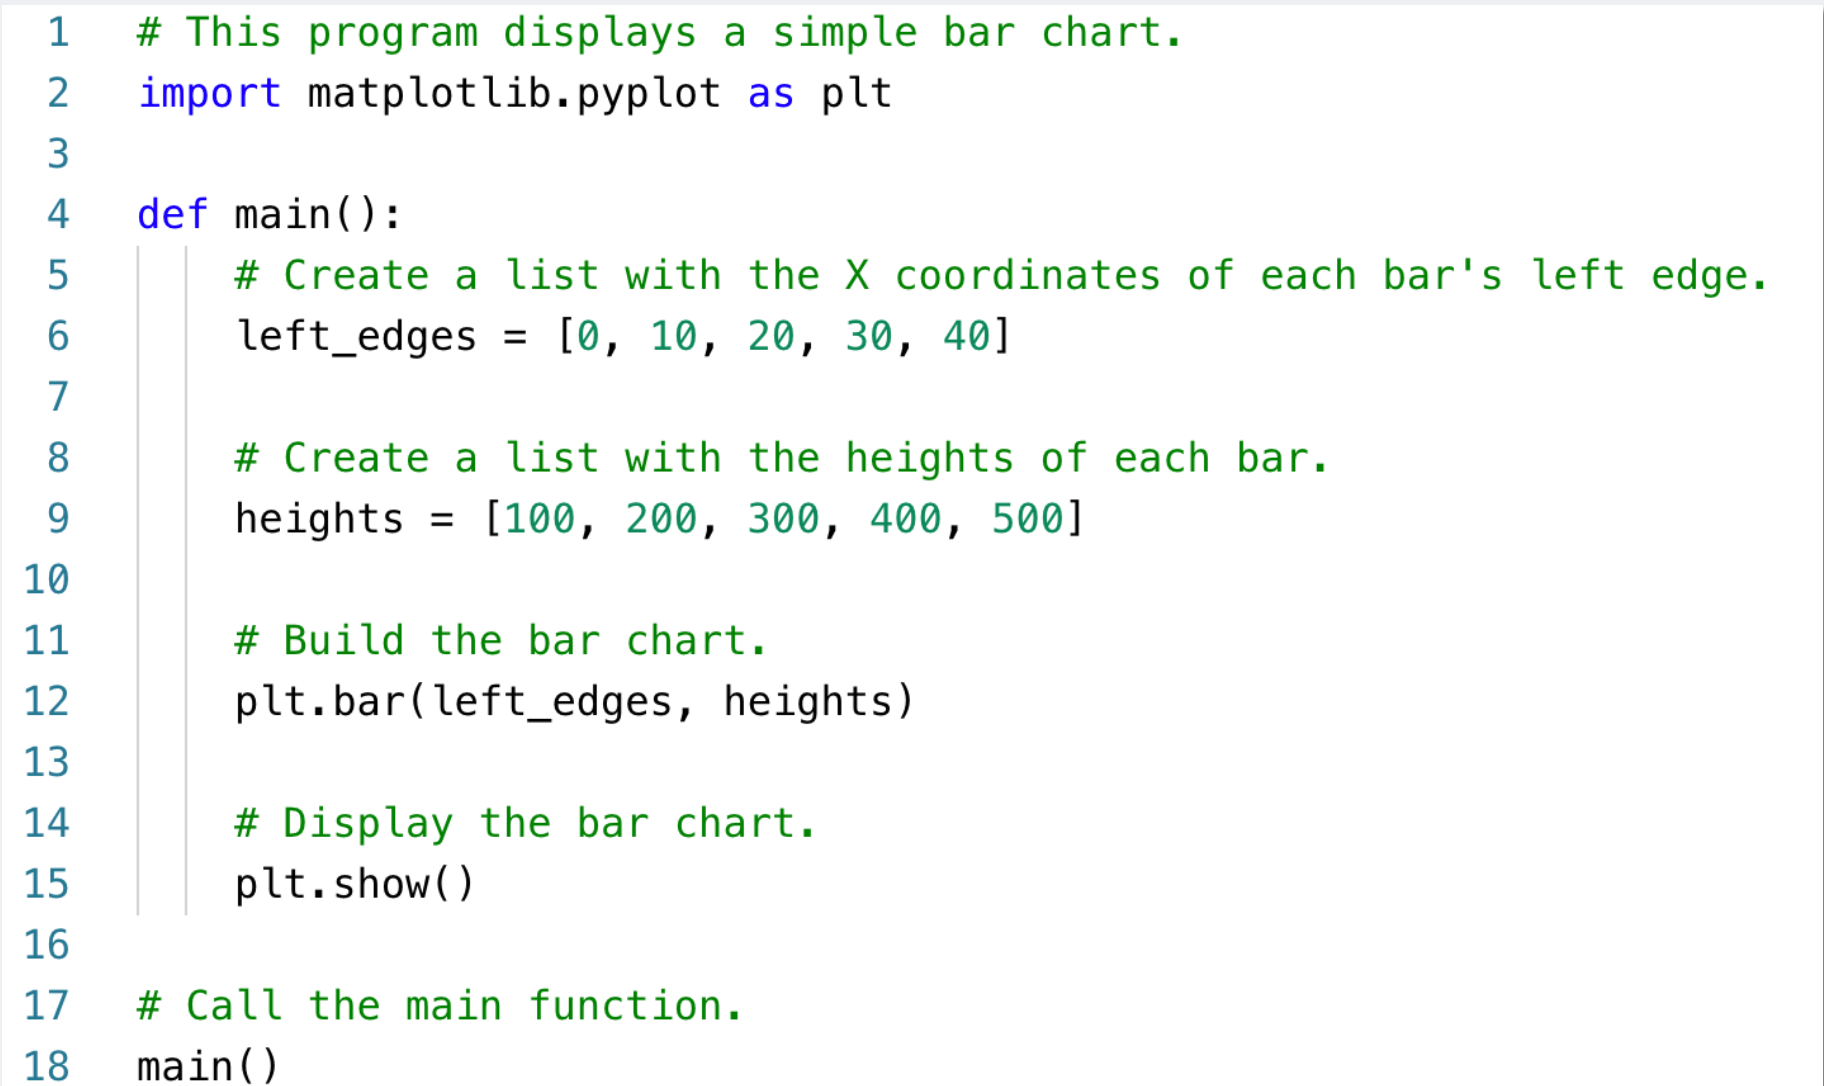 1 # This program displays a simple bar chart.
2 import matplotlib.pyplot as plt
3
4 def main():
5     # Create a list with the X coordinates of each bar's left edge.
6     left_edges = [0, 10, 20, 30, 40]
7
8     # Create a list with the heights of each bar.
9     heights = [100, 200, 300, 400, 500]
10
11     # Build the bar chart.
12     plt.bar(left_edges, heights)
13
14     # Display the bar chart.
15     plt.show()
16
17 # Call the main function.
18 main()